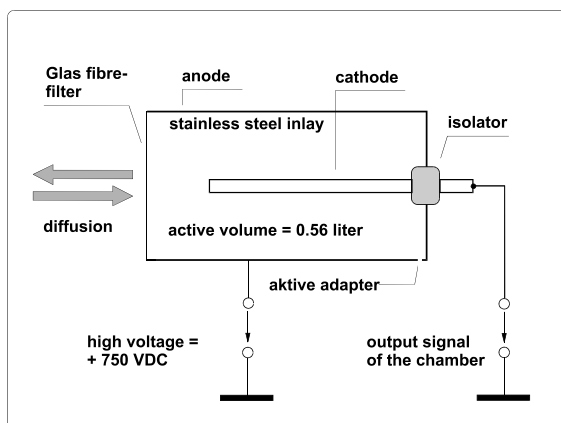 Glas fibre-
filter
anode
cathode
stainless steel inlay
isolator
diffusion
active volume = 0.56 liter
aktive adapter
high voltage =
+ 750 VDC
output signal
of the chamber